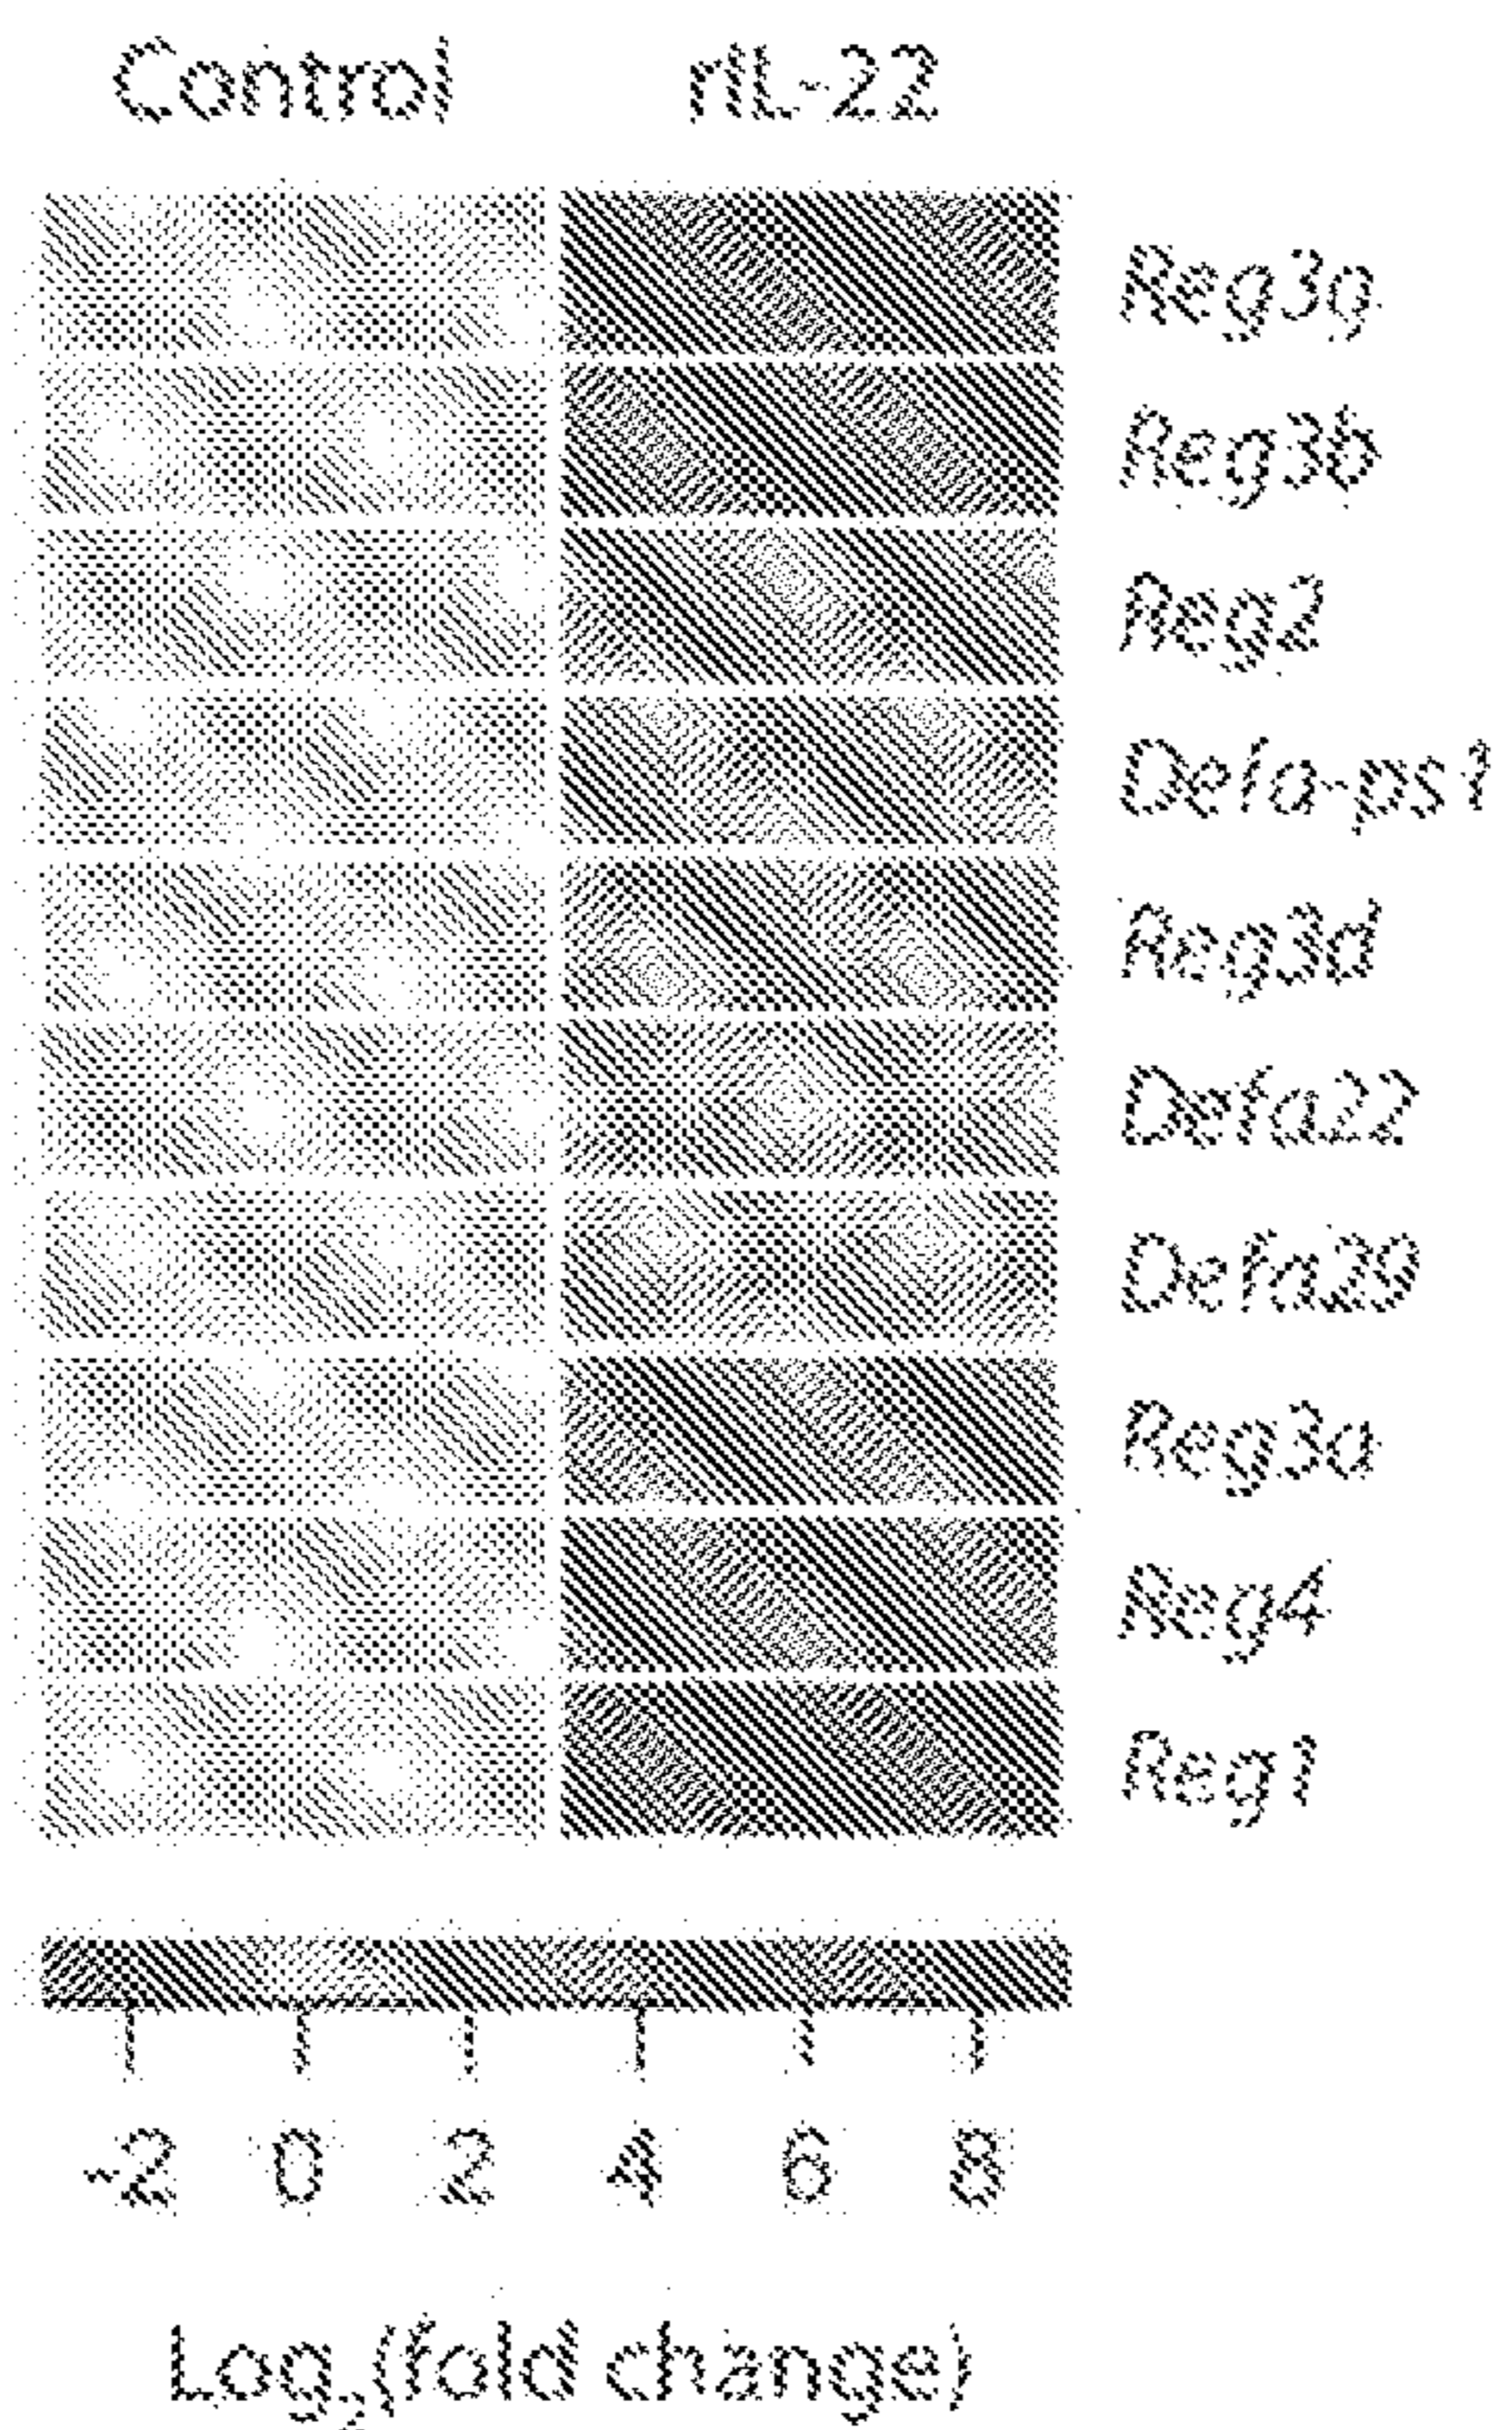 Control rIL-22
Reg3g
Reg3b
Reg2
Defa-ps1
Reg3d
Defa22
Defa29
Reg3a
Reg4
Reg1
-2 0 2 4 6 8
Log₂(fold change)